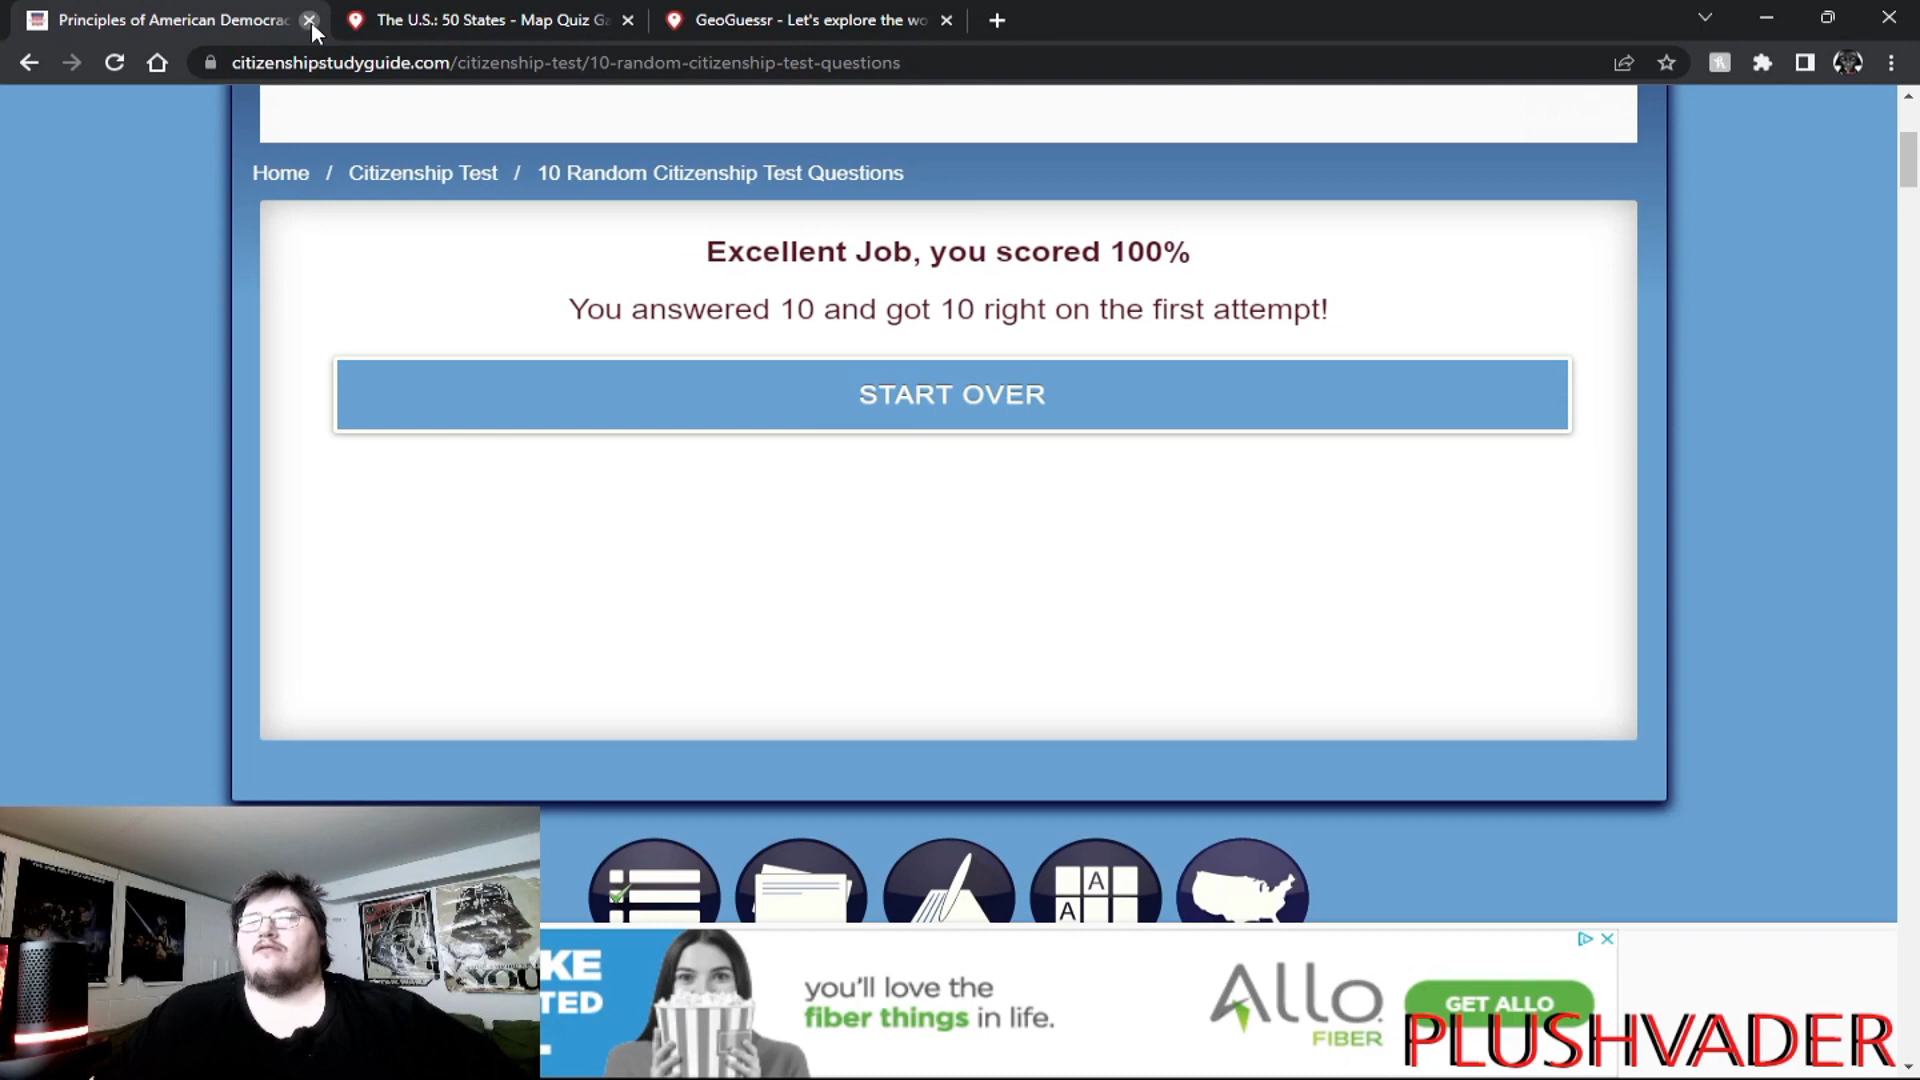 Principles of American Democrac
The U.S.: 50 States - Map Quiz Ga
GeoGuessr - Let's explore the wo
citizenshipstudyguide.com/citizenship-test/10-random-citizenship-test-questions
Home / Citizenship Test / 10 Random Citizenship Test Questions
Excellent Job, you scored 100%
You answered 10 and got 10 right on the first attempt!
START OVER
A
A
KE
TED
you'll love the
fiber things in life.
Allo
FIBER
GET ALLO
YOU
PLUSHVADER